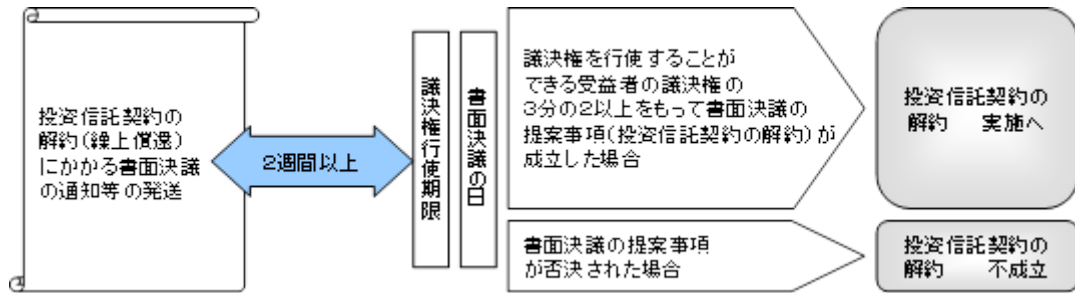 投資信託契約の
解約(繰上償還)
にかかる書面決議
の通知等の発送
2週間以上
議決権行使期限
書面決議の日
議決権を行使することが
できる受益者の議決権の
3分の2以上をもって書面決議の
提案事項(投資信託契約の解約)が
成立した場合
投資信託契約の
解約 実施へ
書面決議の提案事項
が否決された場合
投資信託契約の
解約 不成立